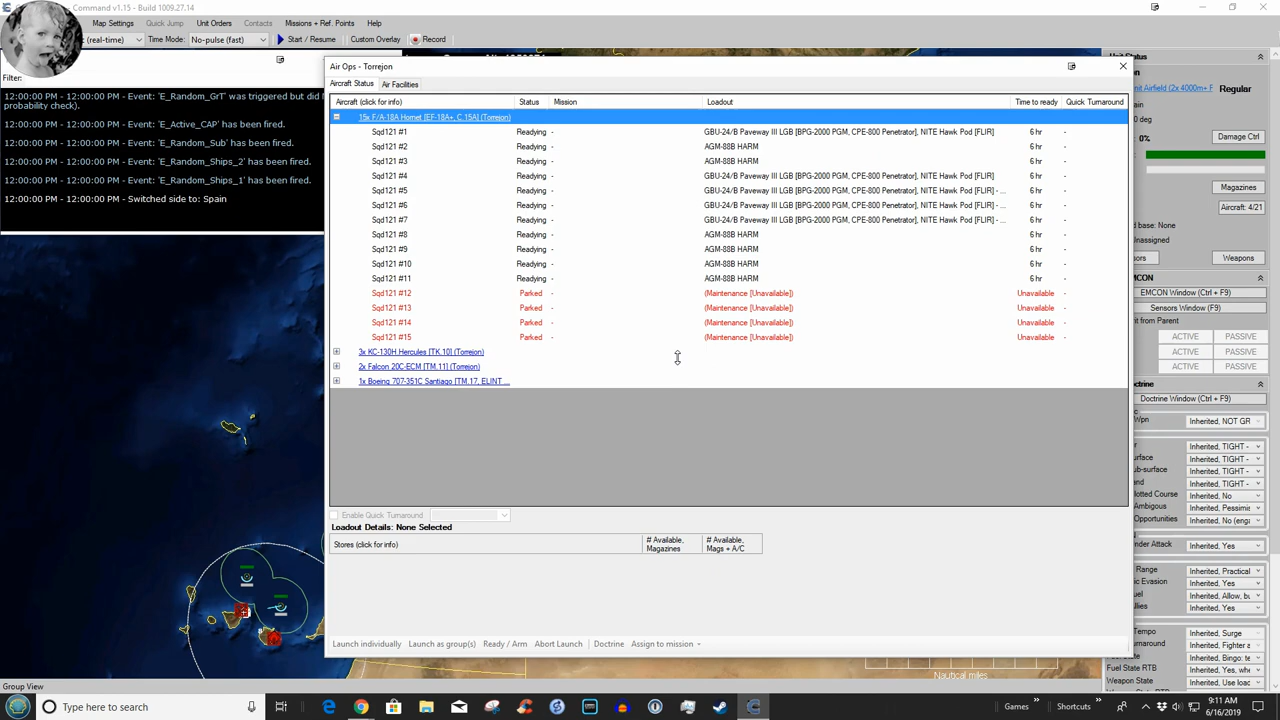 Command v1.15 - Build 1009.27.14
Map Settings Quick Jump Unit Orders Contacts Missions + Ref. Points Help
(real-time) Time Mode: No-pulse (fast) Start / Resume Custom Overlay Record
Filter:
12:00:00 PM - 12:00:00 PM - Event: 'E_Random_GrT' was triggered but did
probability check).
12:00:00 PM - 12:00:00 PM - Event: 'E_Active_CAP' has been fired.
12:00:00 PM - 12:00:00 PM - Event: 'E_Random_Sub' has been fired.
12:00:00 PM - 12:00:00 PM - Event: 'E_Random_Ships_2' has been fired.
12:00:00 PM - 12:00:00 PM - Event: 'E_Random_Ships_1' has been fired.
12:00:00 PM - 12:00:00 PM - Switched side to: Spain
Air Ops - Torrejon
Aircraft Status Air Facilities
Aircraft (click for info) Status Mission Loadout Time to ready Quick Turnaround
15x F/A-18A Hornet [EF-18A+, C.15A] (Torrejon)
Sqd121 #1 Readying - GBU-24/B Paveway III LGB [BPG-2000 PGM, CPE-800 Penetrator], NITE Hawk Pod [FLIR] 6 hr -
Sqd121 #2 Readying - AGM-88B HARM 6 hr -
Sqd121 #3 Readying - AGM-88B HARM 6 hr -
Sqd121 #4 Readying - GBU-24/B Paveway III LGB [BPG-2000 PGM, CPE-800 Penetrator], NITE Hawk Pod [FLIR] 6 hr -
Sqd121 #5 Readying - GBU-24/B Paveway III LGB [BPG-2000 PGM, CPE-800 Penetrator], NITE Hawk Pod [FLIR] - ... 6 hr -
Sqd121 #6 Readying - GBU-24/B Paveway III LGB [BPG-2000 PGM, CPE-800 Penetrator], NITE Hawk Pod [FLIR] - ... 6 hr -
Sqd121 #7 Readying - GBU-24/B Paveway III LGB [BPG-2000 PGM, CPE-800 Penetrator], NITE Hawk Pod [FLIR] - ... 6 hr -
Sqd121 #8 Readying - AGM-88B HARM 6 hr -
Sqd121 #9 Readying - AGM-88B HARM 6 hr -
Sqd121 #10 Readying - AGM-88B HARM 6 hr -
Sqd121 #11 Readying - AGM-88B HARM 6 hr -
Sqd121 #12 Parked - (Maintenance [Unavailable]) Unavailable -
Sqd121 #13 Parked - (Maintenance [Unavailable]) Unavailable -
Sqd121 #14 Parked - (Maintenance [Unavailable]) Unavailable -
Sqd121 #15 Parked - (Maintenance [Unavailable]) Unavailable -
3x KC-130H Hercules [TK.10] (Torrejon)
2x Falcon 20C-ECM [TM.11] (Torrejon)
1x Boeing 707-351C Santiago [TM.17, ELINT ...
Enable Quick Turnaround
Loadout Details: None Selected
Stores (click for info) # Available, Magazines # Available, Mags + A/C
Launch individually Launch as group(s) Ready / Arm Abort Launch Doctrine Assign to mission
Unit Status
Regular
0%
Damage Ctrl
Magazines
Aircraft: 4/21
Weapons
EMCON
EMCON Window (Ctrl + F9)
Sensors Window (F9)
ACTIVE PASSIVE
ACTIVE PASSIVE
ACTIVE PASSIVE
Doctrine Window (Ctrl + F9)
Inherited, NOT GR
Inherited, TIGHT -
Inherited, TIGHT -
Inherited, TIGHT -
Inherited, TIGHT -
Inherited, No
Inherited, Pessimi
Inherited, No (eng
Inherited, Yes
Inherited, Practical
Inherited, Yes
Inherited, Allow, bu
Inherited, Yes
Inherited, Surge
Inherited, Fighter a
Inherited, Bingo: te
Inherited, Yes, whe
Weapon State Inherited, Use load
Nautical miles
Group View
Type here to search
Games Shortcuts 9:11 AM
6/16/2019